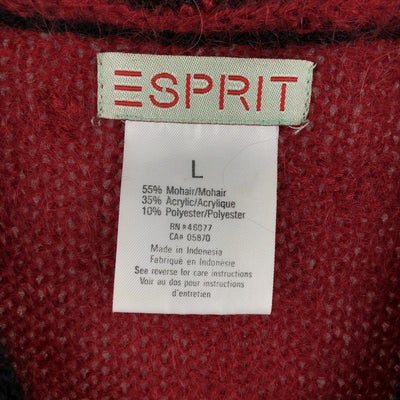 ESPRIT
L
55% Mohair/Mohair
35% Acrylic/Acrylique
10% Polyester/Polyester
RN#46077
CA# 05870
Made in Indonesia
Fabriqué en Indonesie
See reverse for care instructions
Voir au dos pour instructions
d'entretien